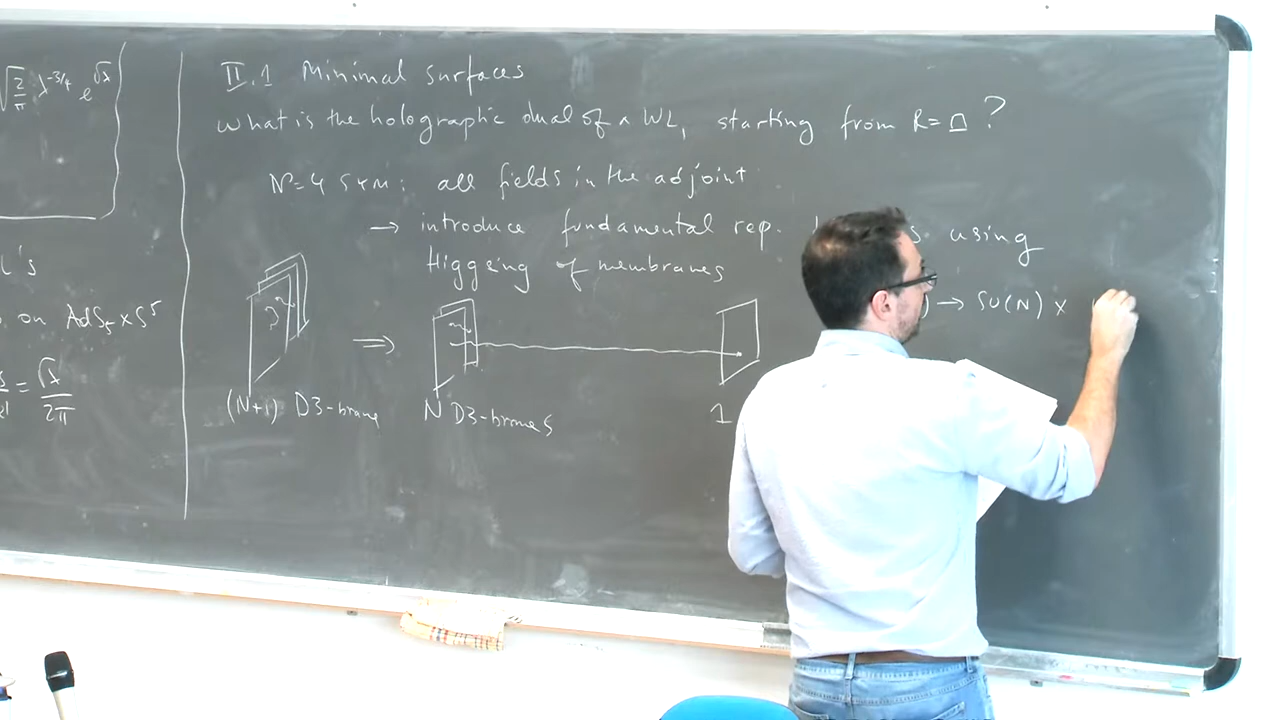 √2/π λ^-3/4 e^√λ
's
on AdS5 x S^5
= √λ/2π
II.1 Minimal surfaces
What is the holographic dual of a WL, starting from R=□ ?
N=4 SYM: all fields in the adjoint
→ introduce fundamental rep. using
Higgsing of membranes
) → SU(N) x
⇒
(N+1) D3-brane
N D3-branes
1